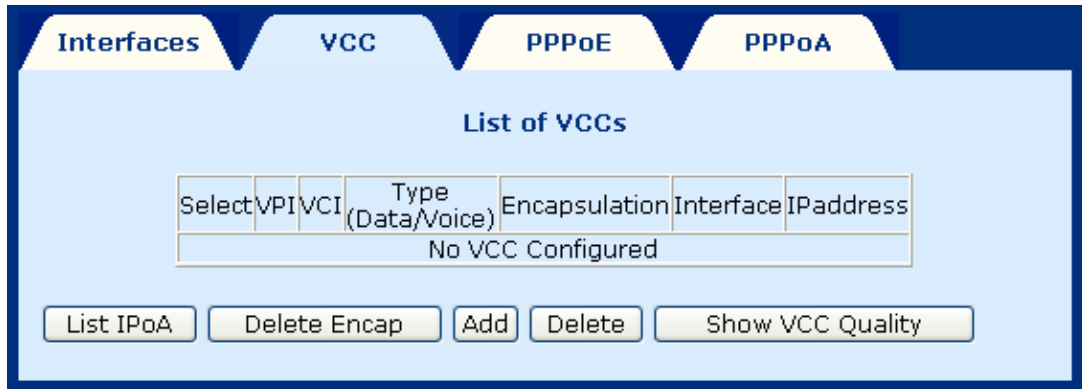 Interfaces VCC PPPoE PPPoA
List of VCCs
Select VPI VCI Type (Data/Voice) Encapsulation Interface IPaddress
No VCC Configured
List IPoA Delete Encap Add Delete Show VCC Quality